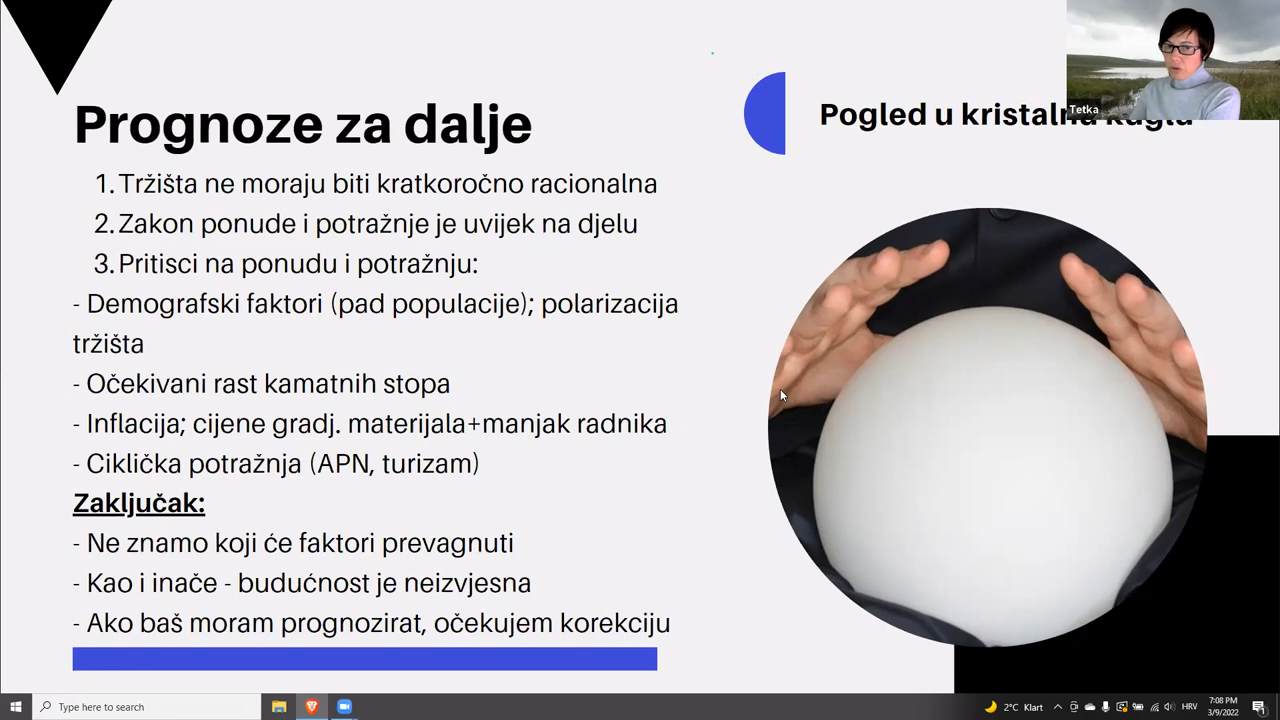 Prognoze za dalje
1. Tržišta ne moraju biti kratkoročno racionalna
2. Zakon ponude i potražnje je uvijek na djelu
3. Pritisci na ponudu i potražnju:
- Demografski faktori (pad populacije); polarizacija
tržišta
- Očekivani rast kamatnih stopa
- Inflacija; cijene gradj. materijala+manjak radnika
- Ciklička potražnja (APN, turizam)
Zaključak:
- Ne znamo koji će faktori prevagnuti
- Kao i inače - budućnost je neizvjesna
- Ako baš moram prognozirat, očekujem korekciju
Pogled u kristalnu kuglu
Tetka
Type here to search
2°C Klart
HRV
7:08 PM
3/9/2022